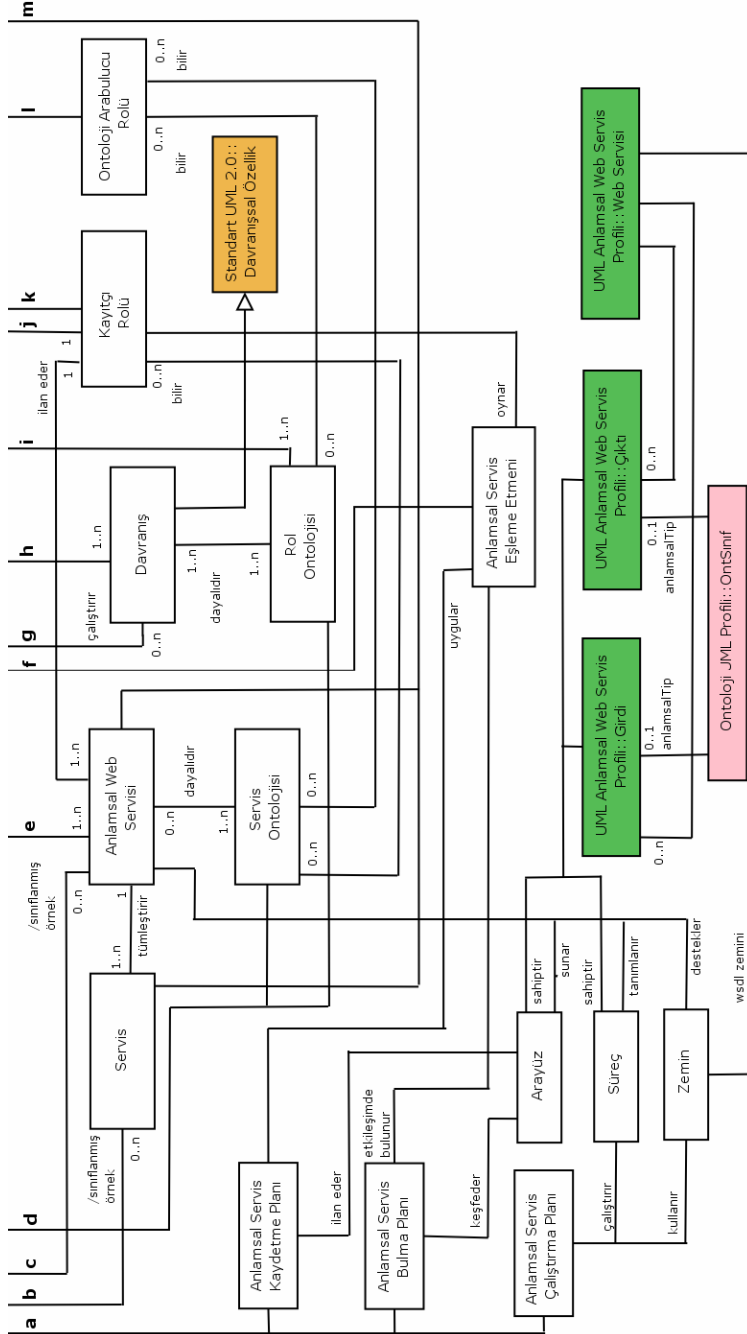 a
b
c
d
e
f
g
h
i
j
k
l
m
/sınıflanmış
örnek
ilan eder
1..n
1..n
1
1
0..n
0..n
bilir
/sınıflanmış
örnek
0..n
Servis
1..n
tümleştirir
1
Anlamsal Web
Servisi
0..n
çalıştırır
1..n
Davranış
Kayıtçı
Rolü
Ontoloji Arabulucu
Rolü
0..n
dayalıdır
0..n
1..n
dayalıdır
1..n
0..n
bilir
0..n
bilir
1..n
Standart UML 2.0::
Davranışsal Özellik
Anlamsal Servis
Kaydetme Planı
Servis
Ontolojisi
0..n
0..n
Rol
Ontolojisi
1..n
0..n
ilan eder
Anlamsal Servis
Bulma Planı
etkileşimde
bulunur
uygular
Anlamsal Servis
Eşleme Etmeni
oynar
keşfeder
Anlamsal Servis
Çalıştırma Planı
Arayüz
sahiptir
sunar
UML Anlamsal Web Servis
Profili::Girdi
UML Anlamsal Web Servis
Profili::Çıktı
UML Anlamsal Web Servis
Profili::Web Servisi
çalıştırır
Süreç
sahiptir
tanımlanır
0..n
0..1
anlamsalTip
0..1
anlamsalTip
0..n
kullanır
Zemin
destekler
Ontoloji JML Profili::OntSınıf
wsdl zemini